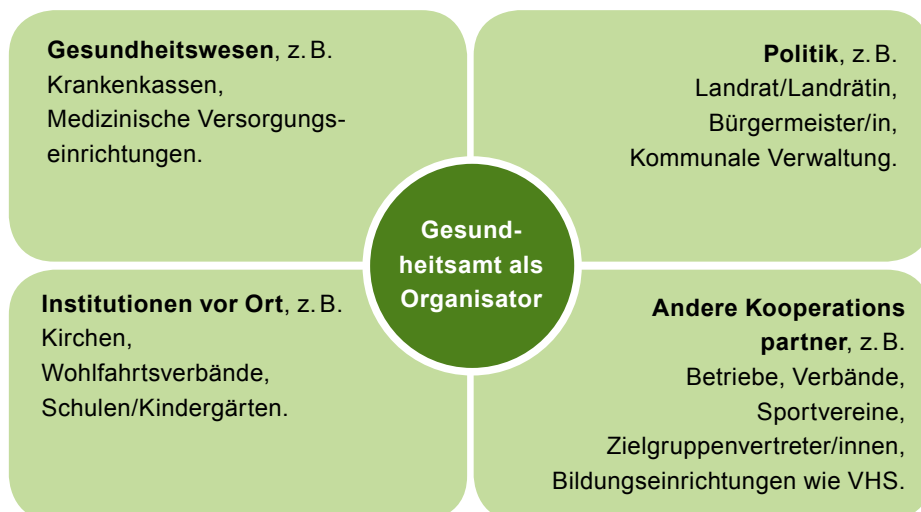 Gesundheitswesen, z. B.
Krankenkassen,
Medizinische Versorgungs-
einrichtungen.
Politik, z. B.
Landrat/Landrätin,
Bürgermeister/in,
Kommunale Verwaltung.
Gesund-
heitsamt als
Organisator
Institutionen vor Ort, z. B.
Kirchen,
Wohlfahrtsverbände,
Schulen/Kindergärten.
Andere Kooperations
partner, z. B.
Betriebe, Verbände,
Sportvereine,
Zielgruppenvertreter/innen,
Bildungseinrichtungen wie VHS.